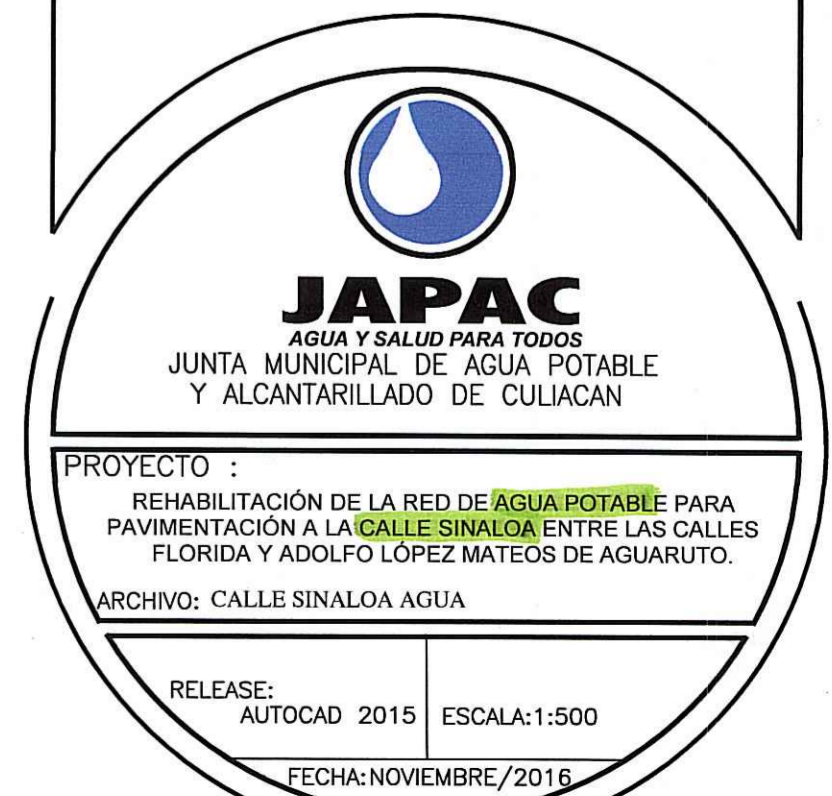 JAPAC
AGUA Y SALUD PARA TODOS
JUNTA MUNICIPAL DE AGUA POTABLE
Y ALCANTARILLADO DE CULIACAN
PROYECTO :
REHABILITACIÓN DE LA RED DE AGUA POTABLE PARA
PAVIMENTACIÓN A LA CALLE SINALOA ENTRE LAS CALLES
FLORIDA Y ADOLFO LÓPEZ MATEOS DE AGUARUTO.
ARCHIVO: CALLE SINALOA AGUA
RELEASE:
AUTOCAD 2015 ESCALA:1:500
FECHA:NOVIEMBRE/2016